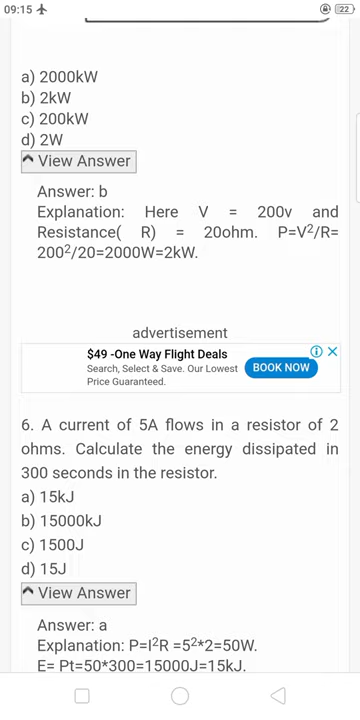 09:15
22
a) 2000kW
b) 2kW
c) 200kW
d) 2W
View Answer
Answer: b
Explanation: Here V = 200v and
Resistance( R) = 20ohm. P=V²/R=
200²/20=2000W=2kW.
advertisement
$49 -One Way Flight Deals
Search, Select & Save. Our Lowest
Price Guaranteed.
BOOK NOW
6. A current of 5A flows in a resistor of 2
ohms. Calculate the energy dissipated in
300 seconds in the resistor.
a) 15kJ
b) 15000kJ
c) 1500J
d) 15J
View Answer
Answer: a
Explanation: P=I²R =5²*2=50W.
E= Pt=50*300=15000J=15kJ.